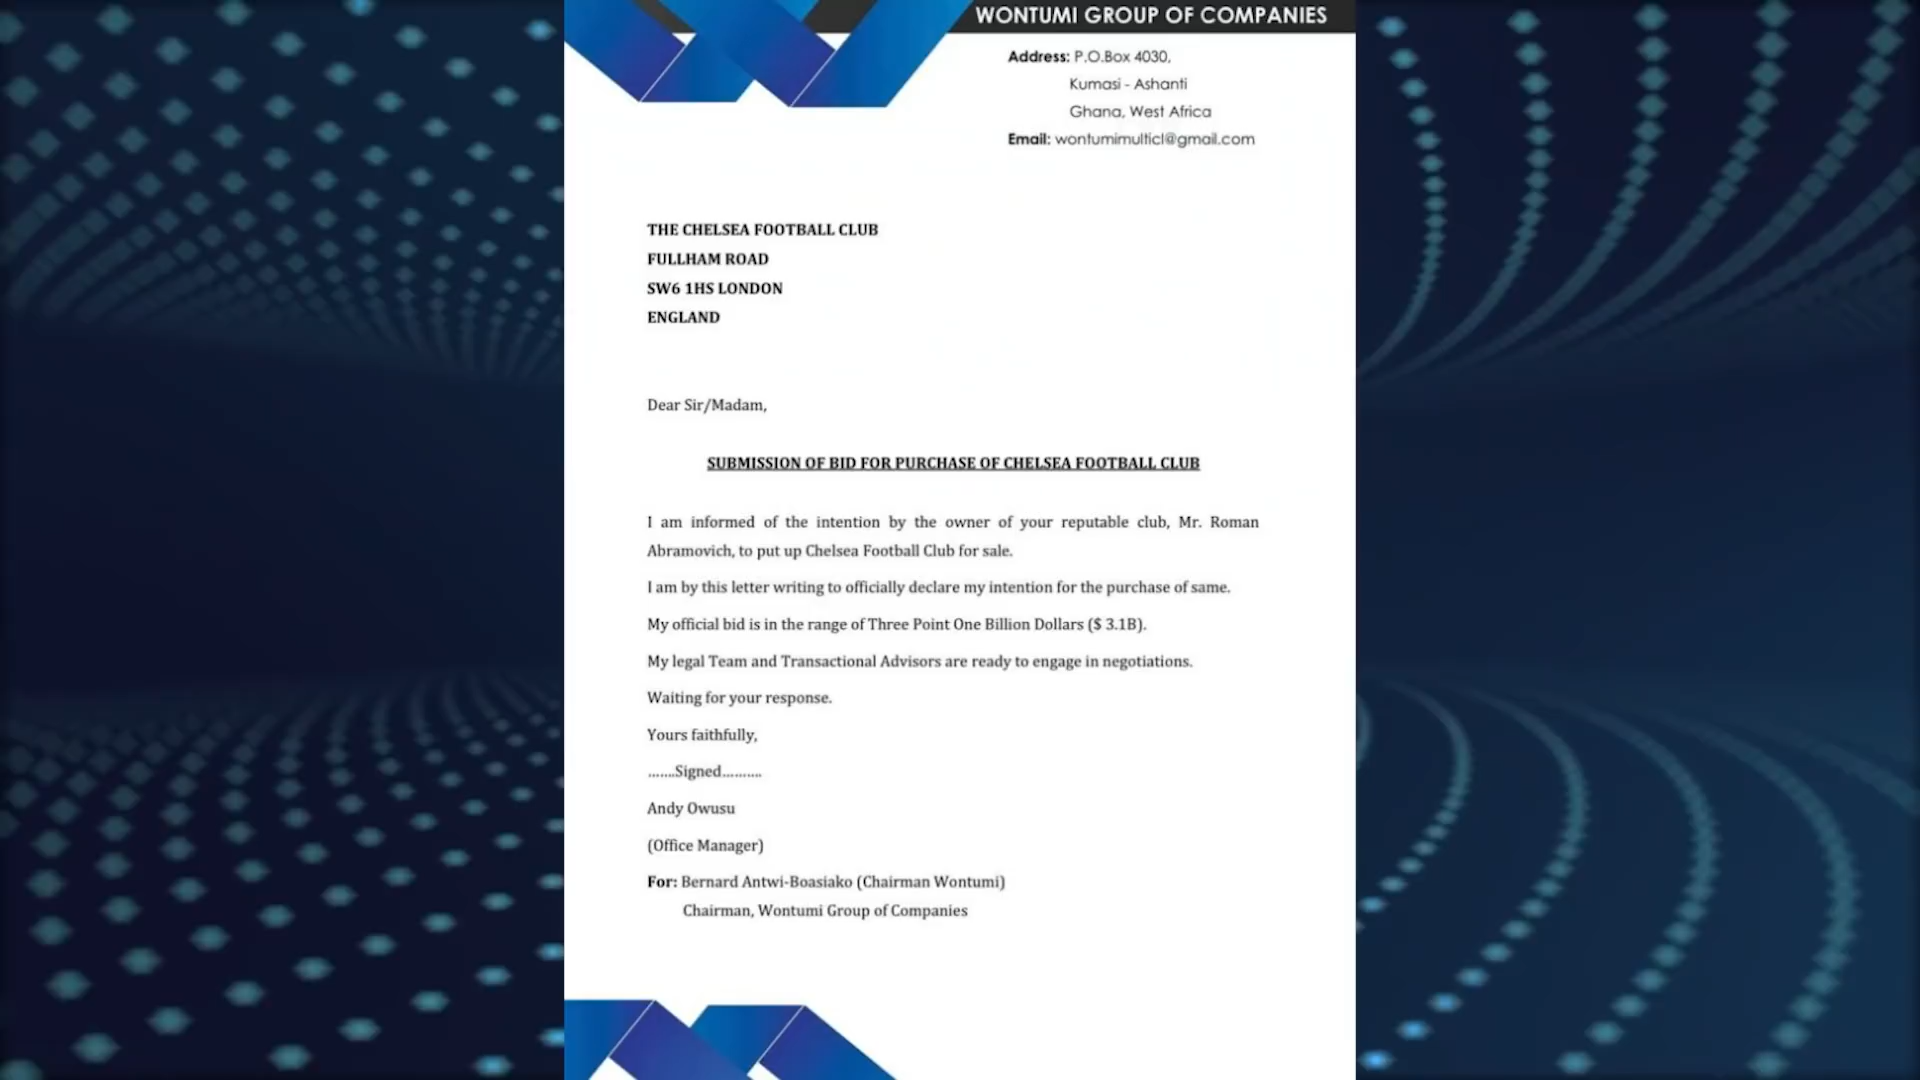 WONTUMI GROUP OF COMPANIES
Address: P.O.Box 4030,
Kumasi - Ashanti
Ghana, West Africa
Email: wontumimulticl@gmail.com
THE CHELSEA FOOTBALL CLUB
FULLHAM ROAD
SW6 1HS LONDON
ENGLAND
Dear Sir/Madam,
SUBMISSION OF BID FOR PURCHASE OF CHELSEA FOOTBALL CLUB
I am informed of the intention by the owner of your reputable club, Mr. Roman
Abramovich, to put up Chelsea Football Club for sale.
I am by this letter writing to officially declare my intention for the purchase of same.
My official bid is in the range of Three Point One Billion Dollars ($ 3.1B).
My legal Team and Transactional Advisors are ready to engage in negotiations.
Waiting for your response.
Yours faithfully,
…….Signed……….
Andy Owusu
(Office Manager)
For: Bernard Antwi-Boasiako (Chairman Wontumi)
Chairman, Wontumi Group of Companies